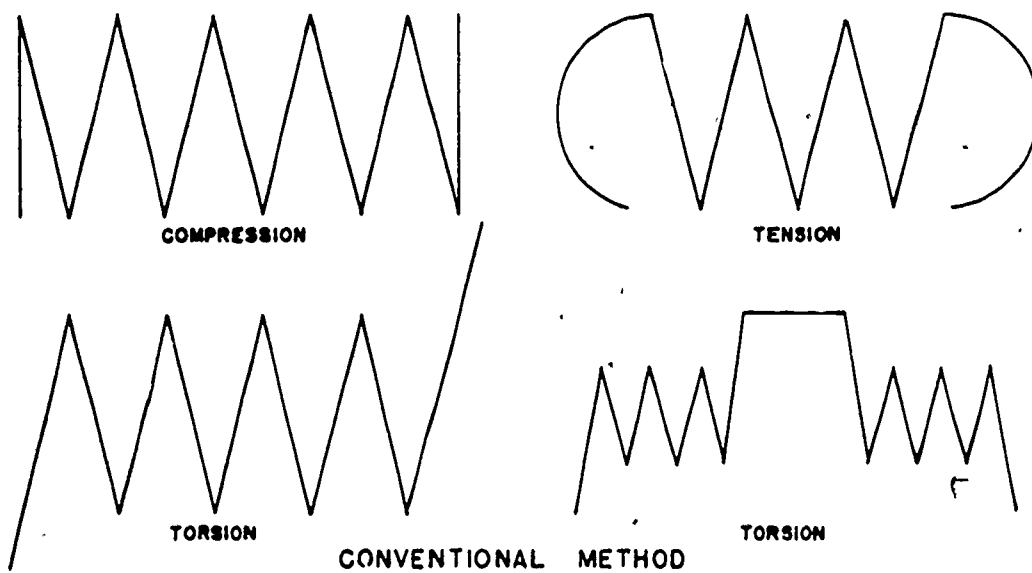 COMPRESSION
TENSION
TORSION
TORSION
CONVENTIONAL METHOD